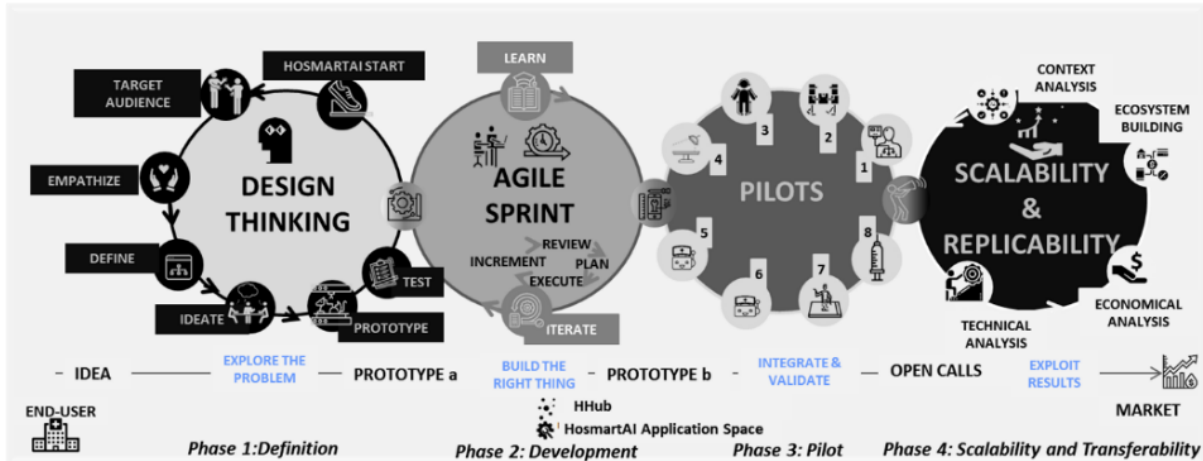 HOSMARTAI START
TARGET
AUDIENCE
EMPATHIZE
DEFINE
IDEATE
PROTOTYPE
TEST
DESIGN
THINKING
LEARN
AGILE
SPRINT
REVIEW
PLAN
EXECUTE
INCREMENT
ITERATE
PILOTS
1
2
3
4
5
6
7
8
CONTEXT
ANALYSIS
ECOSYSTEM
BUILDING
ECONOMICAL
ANALYSIS
TECHNICAL
ANALYSIS
SCALABILITY
&
REPLICABILITY
IDEA
EXPLORE THE
PROBLEM
PROTOTYPE a
BUILD THE
RIGHT THING
PROTOTYPE b
INTEGRATE &
VALIDATE
OPEN CALLS
EXPLOIT
RESULTS
MARKET
END-USER
HHub
HosmartAI Application Space
Phase 1:Definition
Phase 2: Development
Phase 3: Pilot
Phase 4: Scalability and Transferability